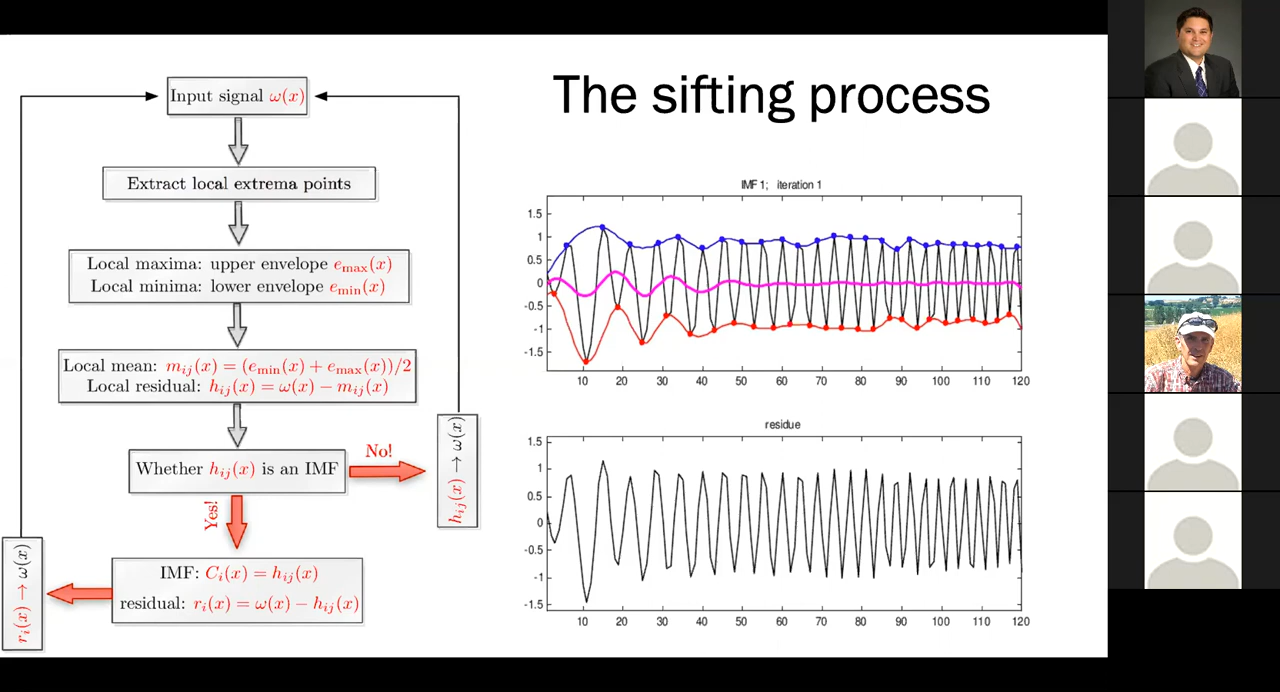 The sifting process
Input signal ω(x)
Extract local extrema points
Local maxima: upper envelope e_max(x)
Local minima: lower envelope e_min(x)
Local mean: m_ij(x) = (e_min(x) + e_max(x))/2
Local residual: h_ij(x) = ω(x) − m_ij(x)
Whether h_ij(x) is an IMF
No!
h_ij(x) → ω(x)
Yes!
IMF: C_i(x) = h_ij(x)
residual: r_i(x) = ω(x) − h_ij(x)
r_i(x) → ω(x)
IMF 1; iteration 1
1.5
1
0.5
0
-0.5
-1
-1.5
10 20 30 40 50 60 70 80 90 100 110 120
residue
1.5
1
0.5
0
-0.5
-1
-1.5
10 20 30 40 50 60 70 80 90 100 110 120